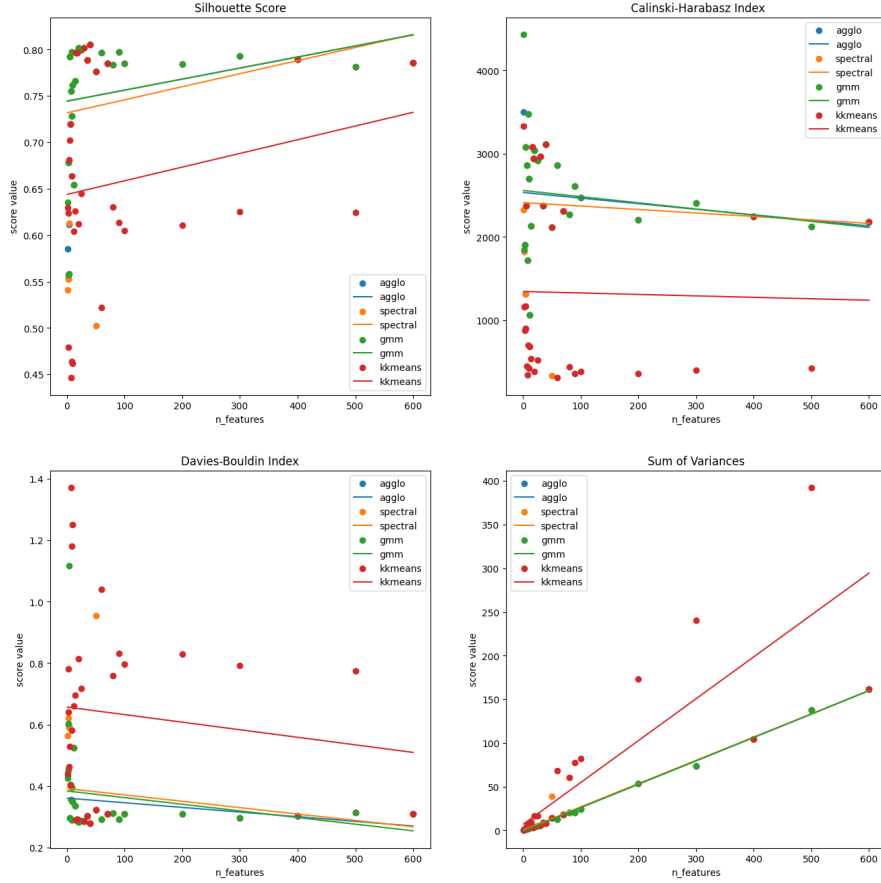 Silhouette Score
0.80
0.75
0.70
0.65
0.60
0.55
0.50
0.45
score value
0 100 200 300 400 500 600
n_features
agglo
agglo
spectral
spectral
gmm
gmm
kkmeans
kkmeans
Calinski-Harabasz Index
4000
3000
2000
1000
score value
0 100 200 300 400 500 600
n_features
agglo
agglo
spectral
spectral
gmm
gmm
kkmeans
kkmeans
Davies-Bouldin Index
1.4
1.2
1.0
0.8
0.6
0.4
0.2
score value
0 100 200 300 400 500 600
n_features
agglo
agglo
spectral
spectral
gmm
gmm
kkmeans
kkmeans
Sum of Variances
400
350
300
250
200
150
100
50
0
score value
0 100 200 300 400 500 600
n_features
agglo
agglo
spectral
spectral
gmm
gmm
kkmeans
kkmeans